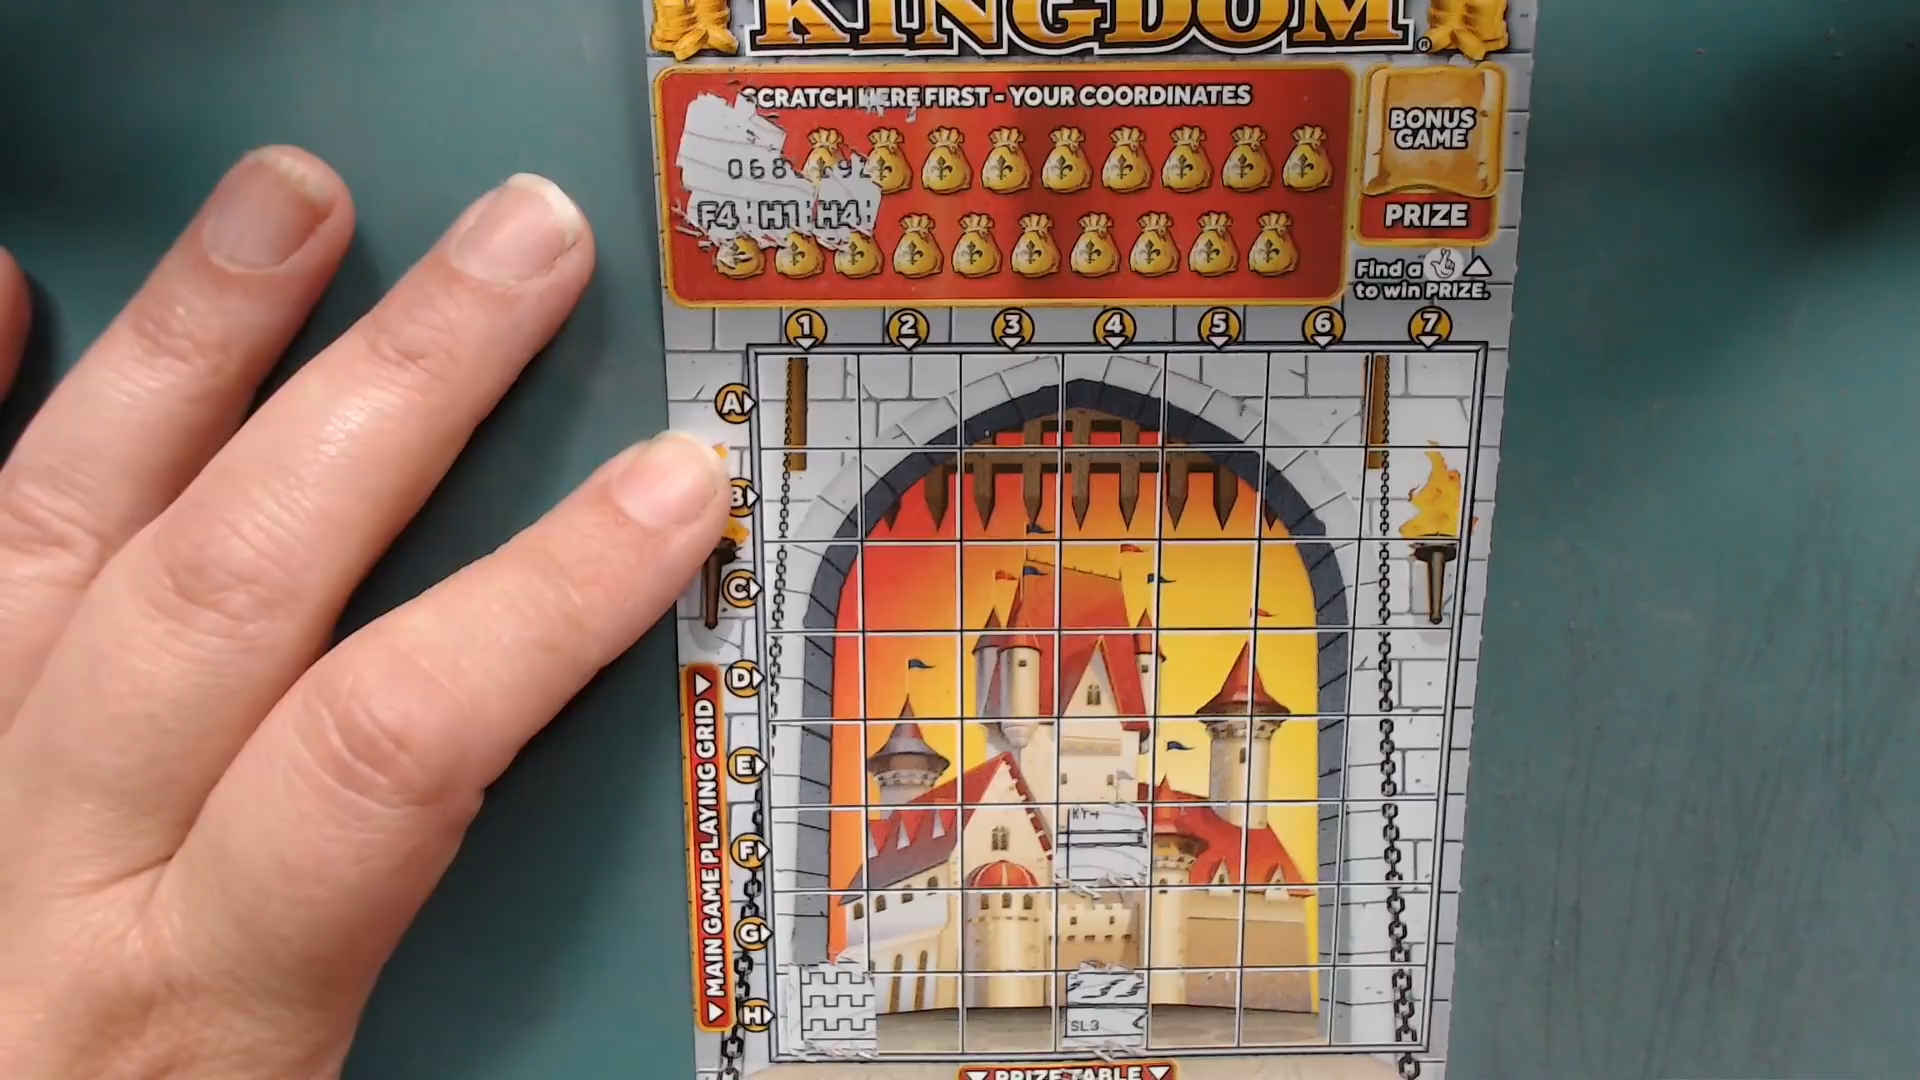 KINGDOM®
SCRATCH HERE FIRST - YOUR COORDINATES
BONUS
GAME
F4 H1 H4
PRIZE
Find a
to win PRIZE.
1 2 3 4 5 6 7
A
B
C
D
E
KY4
F
G
H
SL3
MAIN GAME PLAYING GRID
PRIZE TABLE